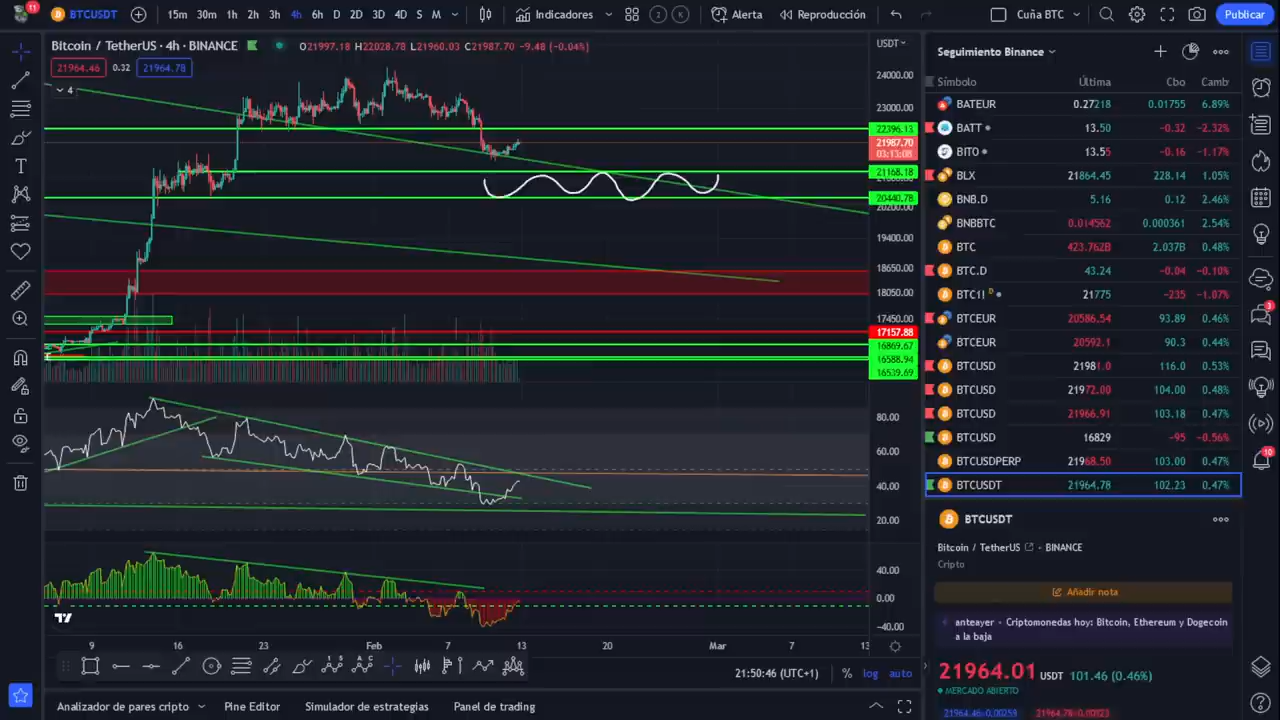 11
BTCUSDT
15m 30m 1h 2h 3h 4h 6h D 2D 3D 4D S M
Indicadores
Alerta
Reproducción
Cuña BTC
Publicar
Bitcoin / TetherUS · 4h · BINANCE
O21997.18 H22028.78 L21960.03 C21987.70 −9.48 (−0.04%)
21964.46 0.32 21964.78
4
USDT
24000.00
23000.00
22396.13
21987.70
03:13:08
21168.18
20440.78
20200.00
19400.00
18650.00
18050.00
17450.00
17157.88
16869.67
16588.94
16539.69
80.00
60.00
40.00
20.00
40.00
0.00
−40.00
9 16 23 Feb 7 13 20 Mar 7 13
21:50:46 (UTC+1) % log auto
Analizador de pares cripto Pine Editor Simulador de estrategias Panel de trading
Seguimiento Binance
Símbolo Última Cbo Camb
BATEUR 0.27218 0.01755 6.89%
BATT 13.50 −0.32 −2.32%
BITO 13.55 −0.16 −1.17%
BLX 21864.45 228.14 1.05%
BNB.D 5.16 0.12 2.46%
BNBBTC 0.014562 0.000361 2.54%
BTC 423.762B 2.037B 0.48%
BTC.D 43.24 −0.04 −0.10%
BTC1! D 21775 −235 −1.07%
BTCEUR 20586.54 93.89 0.46%
BTCEUR 20592.1 90.3 0.44%
BTCUSD 21981.0 116.0 0.53%
BTCUSD 21972.00 104.00 0.48%
BTCUSD 21966.91 103.18 0.47%
BTCUSD 16829 −95 −0.56%
BTCUSDPERP 21968.50 103.00 0.47%
BTCUSDT 21964.78 102.23 0.47%
BTCUSDT
Bitcoin / TetherUS · BINANCE
Cripto
Añadir nota
anteayer · Criptomonedas hoy: Bitcoin, Ethereum y Dogecoin
a la baja
21964.01 USDT 101.46 (0.46%)
MERCADO ABIERTO
3
10